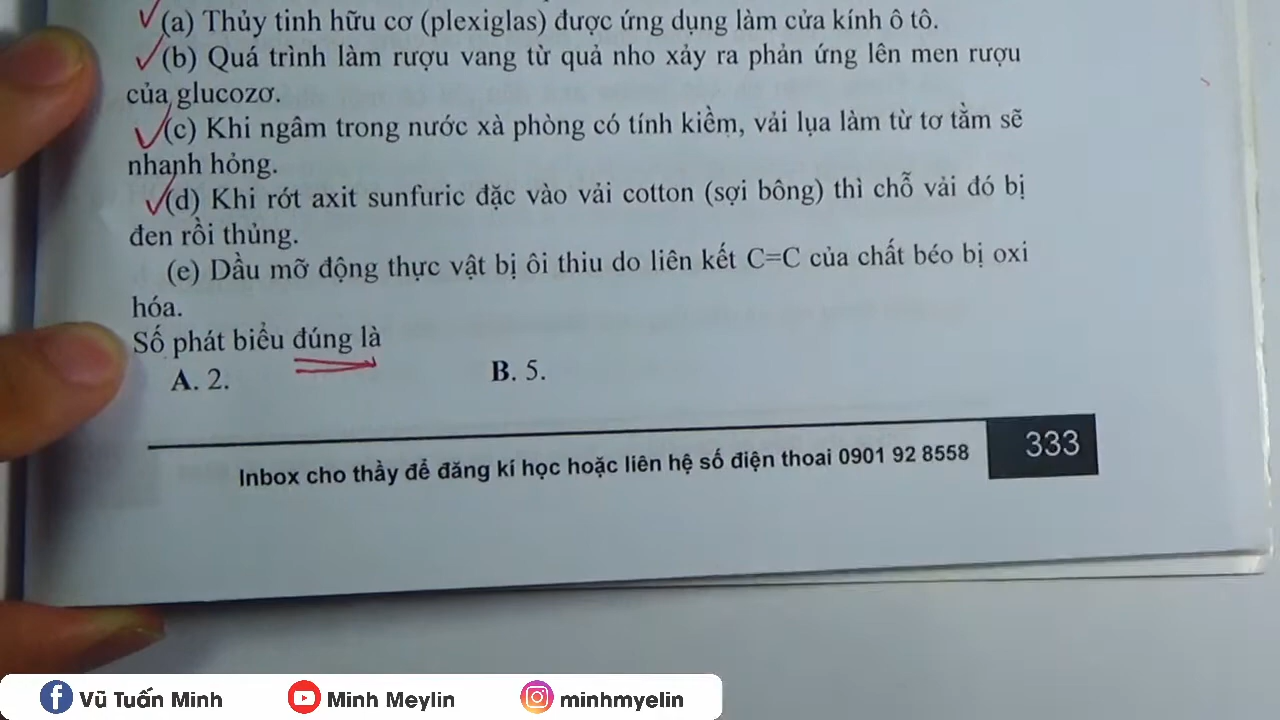 (a) Thủy tinh hữu cơ (plexiglas) được ứng dụng làm cửa kính ô tô.
(b) Quá trình làm rượu vang từ quả nho xảy ra phản ứng lên men rượu
của glucozơ.
(c) Khi ngâm trong nước xà phòng có tính kiềm, vải lụa làm từ tơ tằm sẽ
nhanh hỏng.
(d) Khi rớt axit sunfuric đặc vào vải cotton (sợi bông) thì chỗ vải đó bị
đen rồi thủng.
(e) Dầu mỡ động thực vật bị ôi thiu do liên kết C=C của chất béo bị oxi
hóa.
Số phát biểu đúng là
A. 2. B. 5.
Inbox cho thầy để đăng kí học hoặc liên hệ số điện thoai 0901 92 8558 333
Vũ Tuấn Minh Minh Meylin minhmyelin